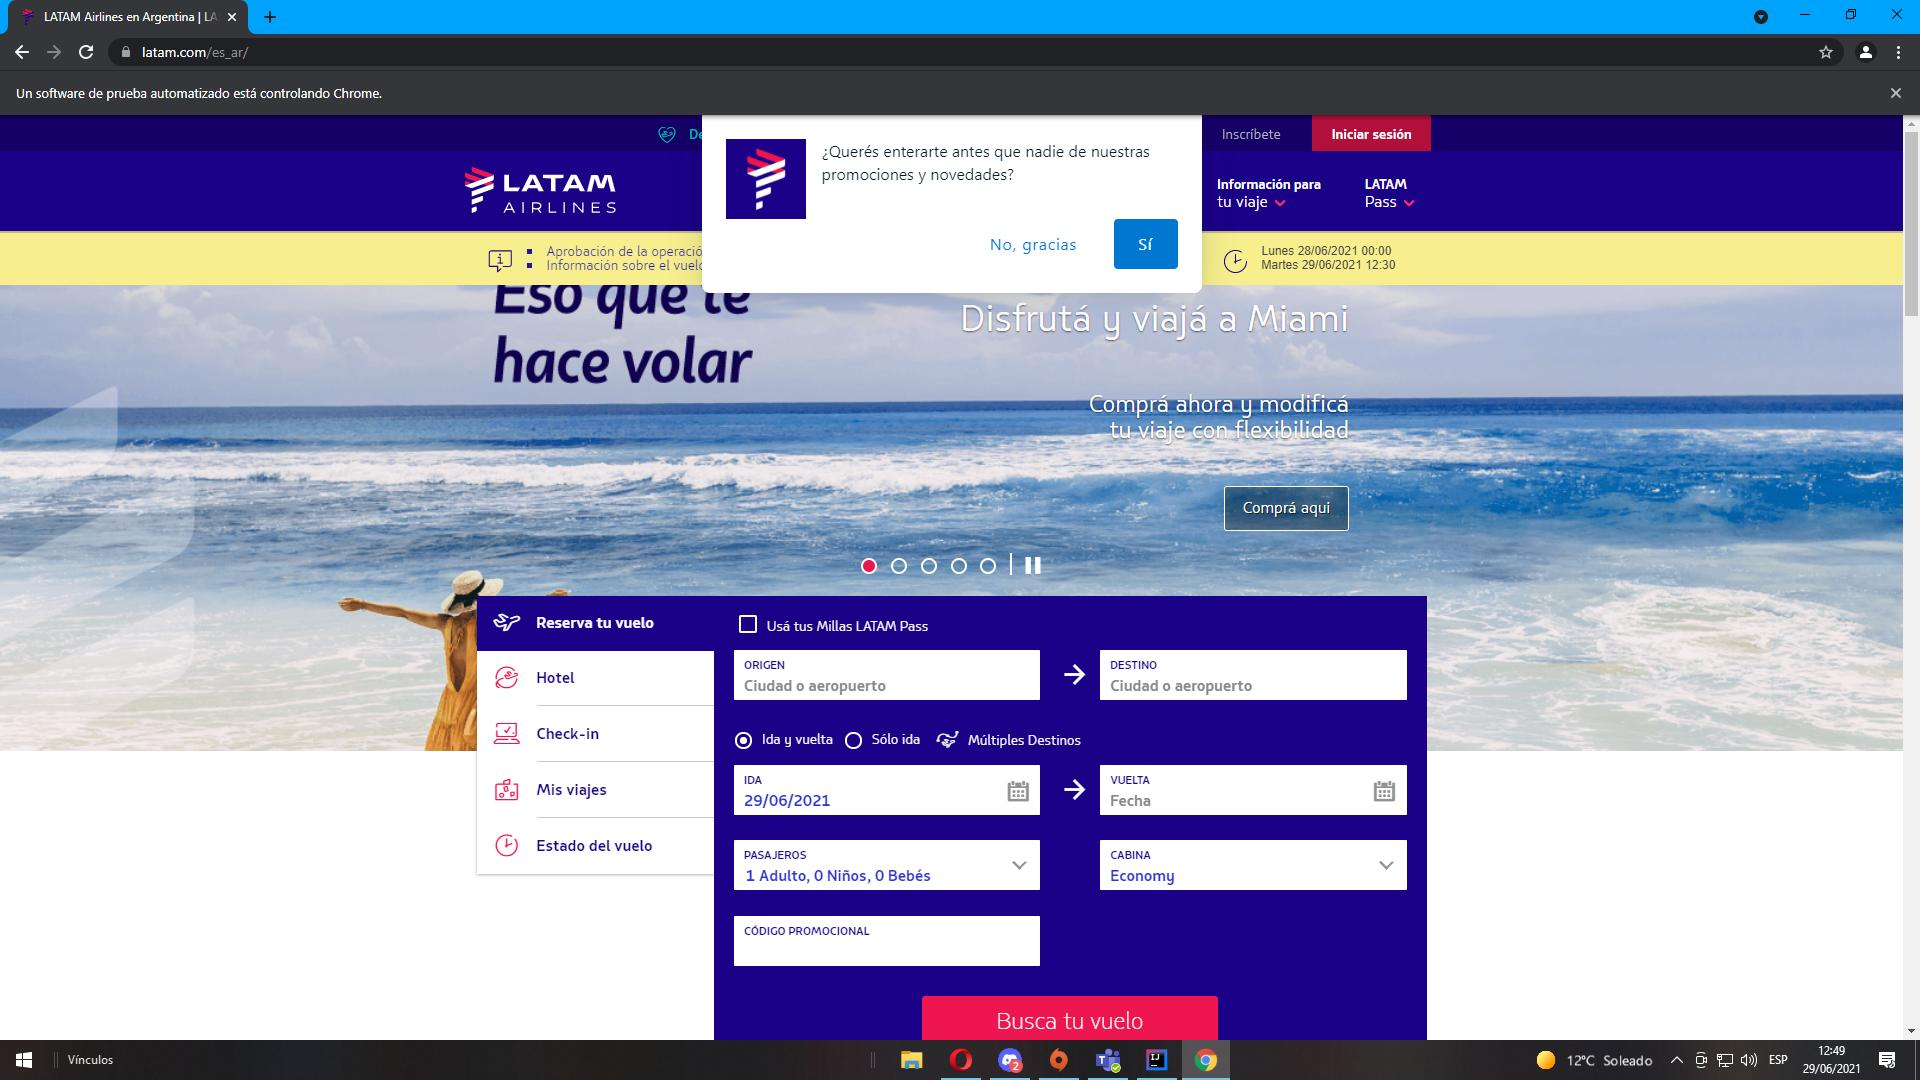 LATAM Airlines en Argentina | LA
latam.com/es_ar/
Un software de prueba automatizado está controlando Chrome.
Inscríbete
Iniciar sesión
¿Querés enterarte antes que nadie de nuestras
promociones y novedades?
No, gracias
Sí
LATAM
AIRLINES
Información para
tu viaje
LATAM
Pass
Aprobación de la operació
Información sobre el vuelo
Lunes 28/06/2021 00:00
Martes 29/06/2021 12:30
Eso que te
hace volar
Disfrutá y viajá a Miami
Comprá ahora y modificá
tu viaje con flexibilidad
Comprá aqui
Reserva tu vuelo
Hotel
Check-in
Mis viajes
Estado del vuelo
Usá tus Millas LATAM Pass
ORIGEN
Ciudad o aeropuerto
DESTINO
Ciudad o aeropuerto
Ida y vuelta
Sólo ida
Múltiples Destinos
IDA
29/06/2021
VUELTA
Fecha
PASAJEROS
1 Adulto, 0 Niños, 0 Bebés
CABINA
Economy
CÓDIGO PROMOCIONAL
Busca tu vuelo
Vínculos
2
12°C Soleado
ESP
12:49
29/06/2021